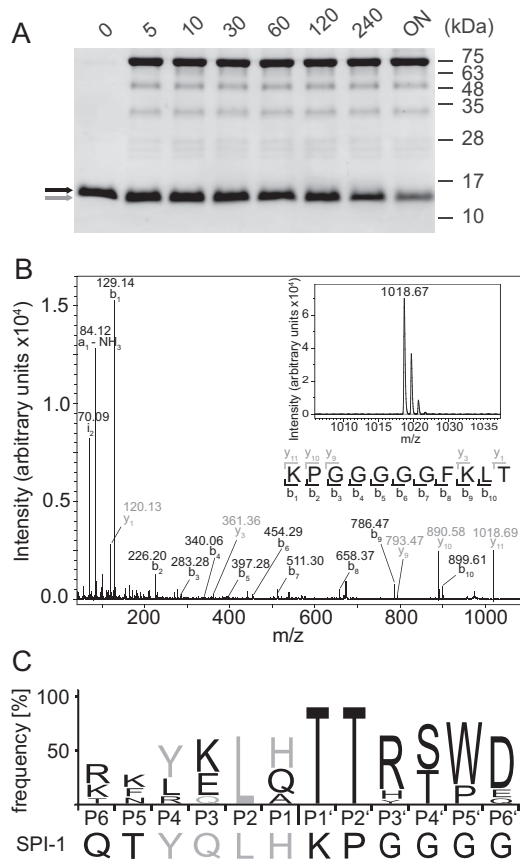 A
0 5 10 30 60 120 240 ON (kDa)
75
63
48
35
28
17
10
B
Intensity (arbitrary units x10⁴)
1.5
1.0
0.5
0.0
129.14
b₁
84.12
a₁ - NH₃
70.09
i₂
120.13
y₁
226.20
b₂
283.28
b₃
340.06
b₄
361.36
y₃
397.28
b₅
454.29
b₆
511.30
b₇
658.37
b₈
786.47
b₉
793.47
y₉
890.58
y₁₀
899.61
b₁₀
1018.69
y₁₁
200 400 600 800 1000
m/z
Intensity (arbitrary units x10⁴)
6
4
2
0
1018.67
1010 1020 1030 1035
m/z
y₁₁ y₁₀ y₉ y₃ y₁
K P G G G G G F K L T
b₁ b₂ b₃ b₄ b₅ b₆ b₇ b₈ b₉ b₁₀
C
frequency [%]
100
50
R K Y K L H T T R S W D
E Q T P
P6 P5 P4 P3 P2 P1 P1' P2' P3' P4' P5' P6'
SPI-1 Q T Y Q L H K P G G G G